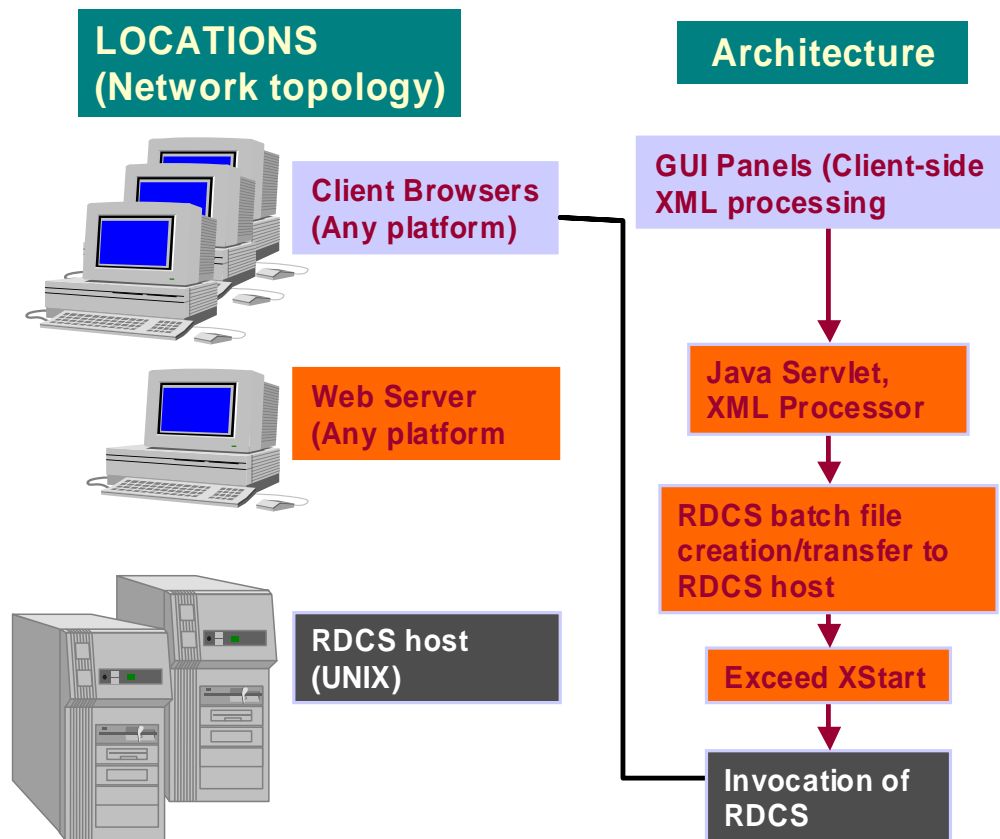 LOCATIONS
(Network topology)
Architecture
Client Browsers
(Any platform)
GUI Panels (Client-side
XML processing
Web Server
(Any platform
Java Servlet,
XML Processor
RDCS batch file
creation/transfer to
RDCS host
RDCS host
(UNIX)
Exceed XStart
Invocation of
RDCS